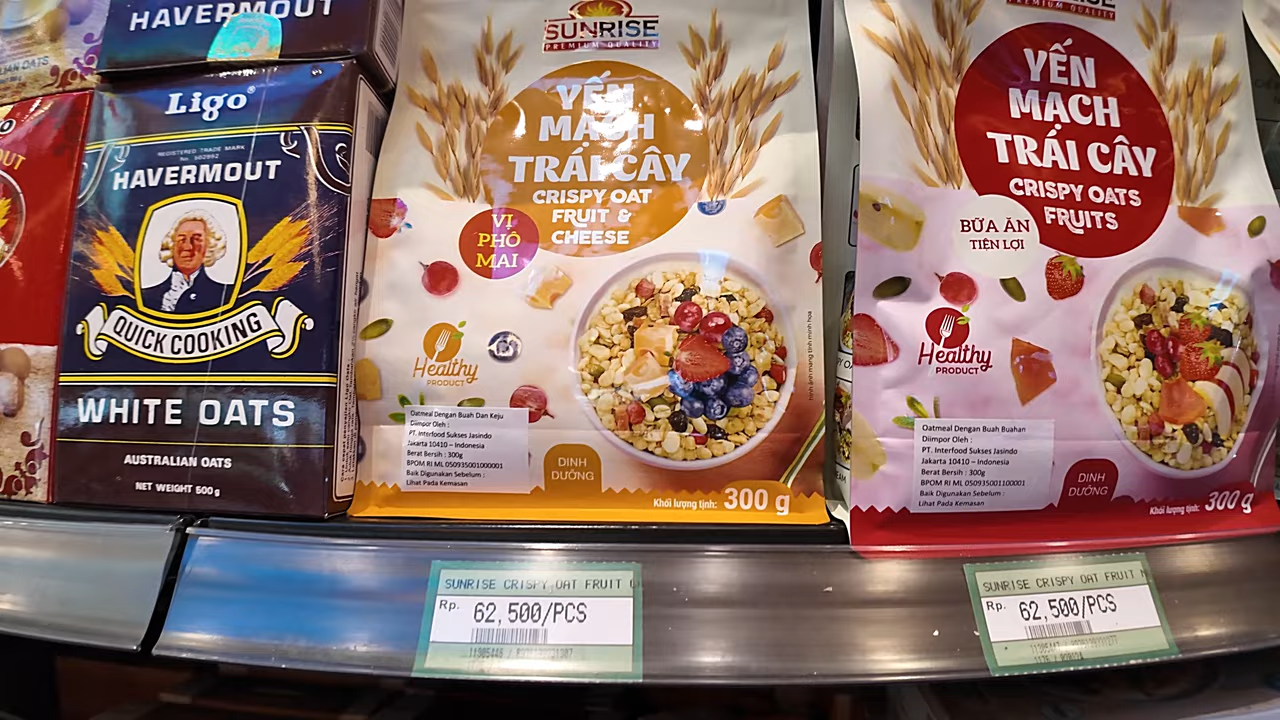 HAVERMOUT
Ligo®
REGISTERED TRADE MARK
No. 302992
HAVERMOUT
QUICK COOKING
WHITE OATS
AUSTRALIAN OATS
NET WEIGHT 500 g
SUNRISE
PREMIUM QUALITY
YẾN
MẠCH
TRÁI CÂY
CRISPY OAT
FRUIT &
CHEESE
VỊ
PHÔ
MAI
Healthy
PRODUCT
Oatmeal Dengan Buah Dan Keju
Diimpor Oleh :
PT. Interfood Sukses Jasindo
Jakarta 10410 – Indonesia
Berat Bersih : 300g
BPOM RI ML 0509350101000001
Baik Digunakan Sebelum :
Lihat Pada Kemasan
DINH
DƯỠNG
Khối lượng tịnh: 300 g
PREMIUM QUALITY
YẾN
MẠCH
TRÁI CÂY
CRISPY OATS
FRUITS
BỮA ĂN
TIỆN LỢI
Healthy
PRODUCT
Oatmeal Dengan Buah Buahan
Diimpor Oleh :
PT. Interfood Sukses Jasindo
Jakarta 10410 – Indonesia
Berat Bersih : 300g
BPOM RI ML 050935001100001
Baik Digunakan Sebelum :
Lihat Pada Kemasan
DINH
DƯỠNG
Khối lượng tịnh: 300 g
SUNRISE CRISPY OAT FRUIT
Rp. 62,500/PCS
SUNRISE CRISPY OAT FRUIT
Rp. 62,500/PCS